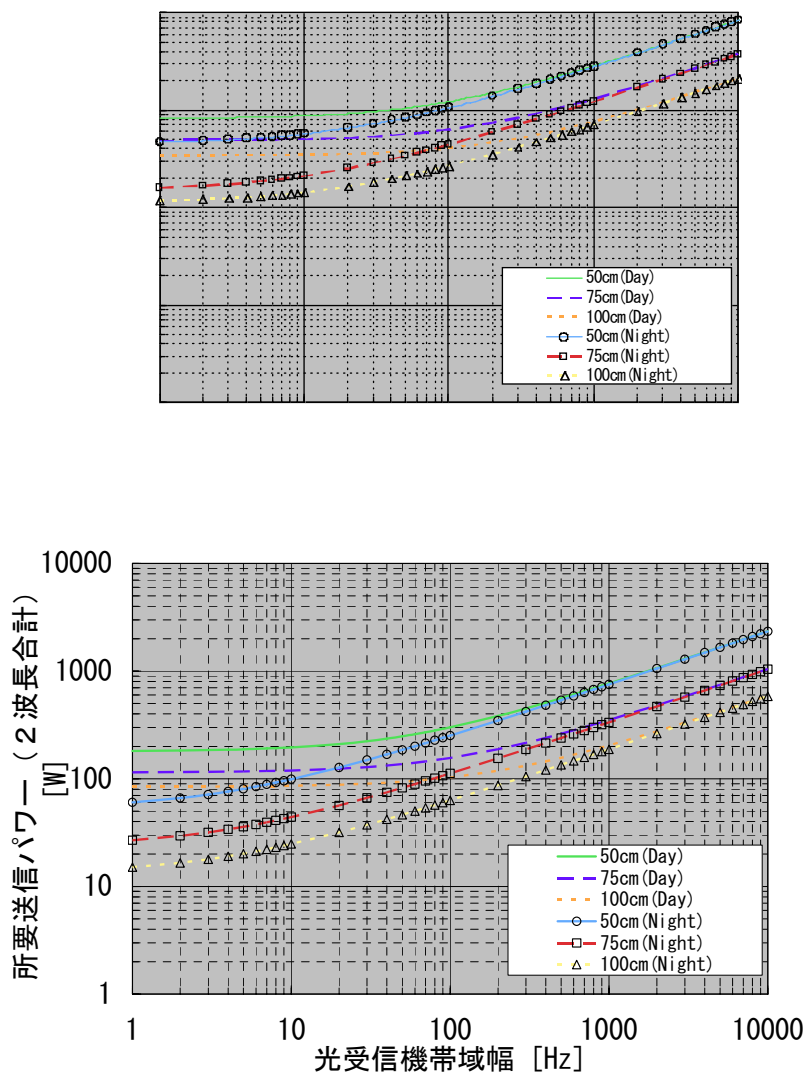 50cm(Day)
75cm(Day)
100cm(Day)
50cm(Night)
75cm(Night)
100cm(Night)
所要送信パワー（２波長合計）
[W]
10000
1000
100
10
1
50cm(Day)
75cm(Day)
100cm(Day)
50cm(Night)
75cm(Night)
100cm(Night)
1 10 100 1000 10000
光受信機帯域幅 [Hz]